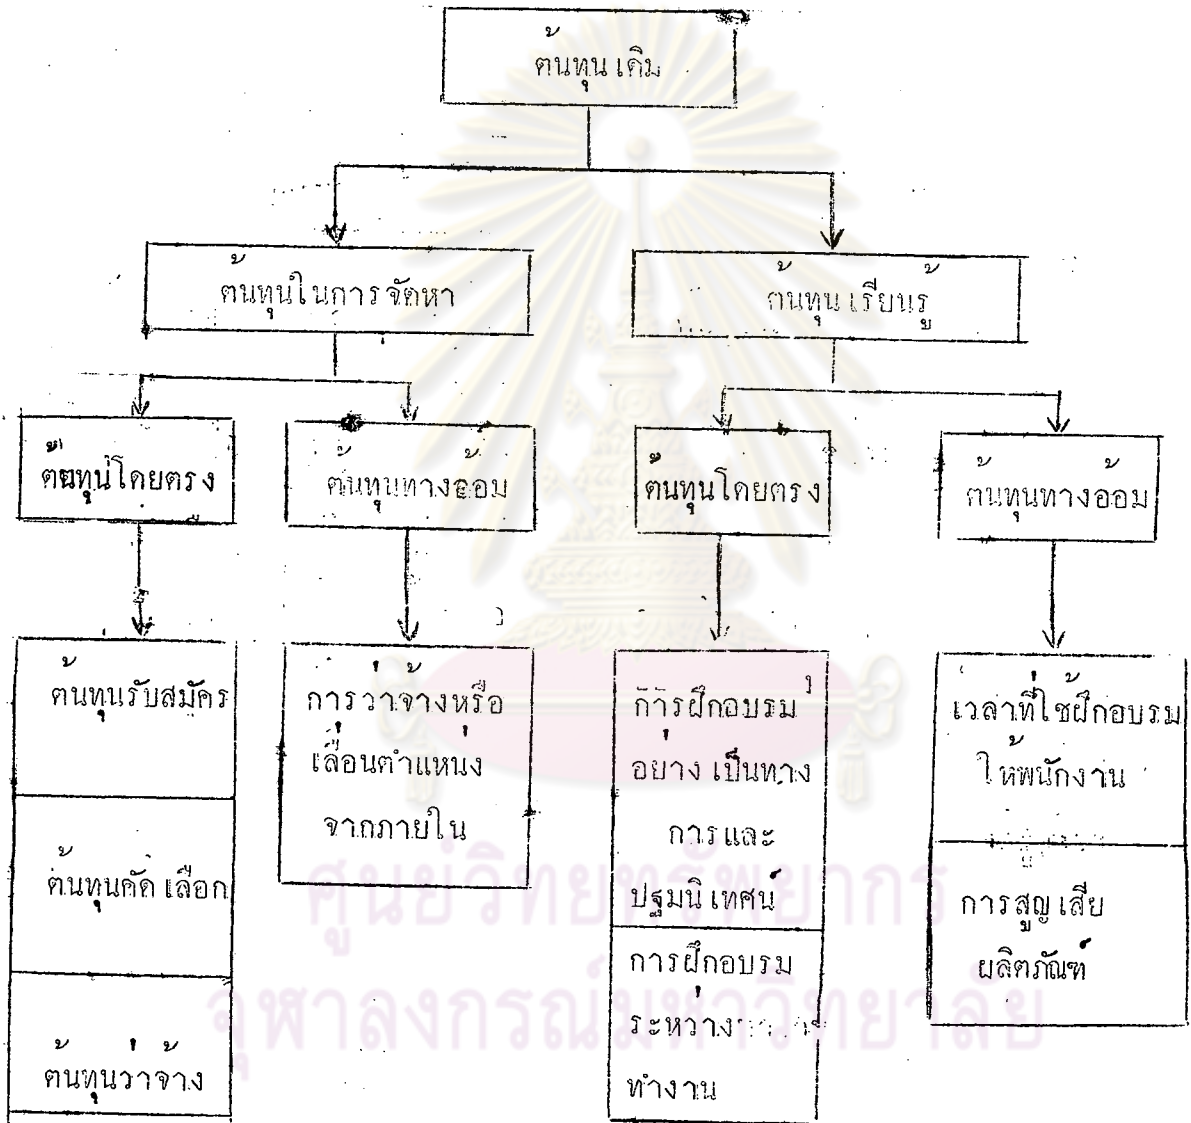 ต้นทุนเดิม
ต้นทุนในการจัดหา
ต้นทุนเรียนรู้
ต้นทุนโดยตรง
ต้นทุนทางอ้อม
ต้นทุนโดยตรง
ต้นทุนทางอ้อม
ต้นทุนรับสมัคร
ต้นทุนคัดเลือก
ต้นทุนว่าจ้าง
การว่าจ้างหรือ
เลื่อนตำแหน่ง
จากภายใน
การฝึกอบรม
อย่างเป็นทาง
การและ
ปฐมนิเทศน์
การฝึกอบรม
ระหว่าง
ทำงาน
เวลาที่ใช้ฝึกอบรม
ให้พนักงาน
การสูญเสีย
ผลิตภัณฑ์
ศูนย์วิทยทรัพยากร
จุฬาลงกรณ์มหาวิทยาลัย